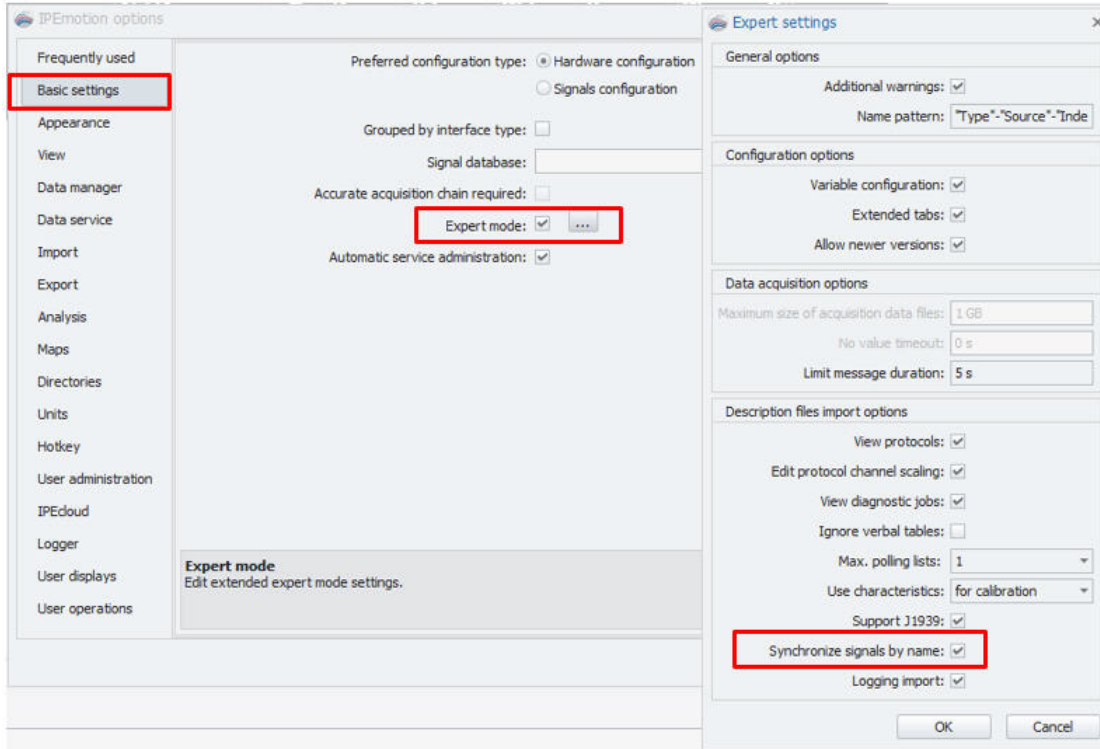 IPEmotion options
Frequently used
Basic settings
Appearance
View
Data manager
Data service
Import
Export
Analysis
Maps
Directories
Units
Hotkey
User administration
IPEcloud
Logger
User displays
User operations
Preferred configuration type: Hardware configuration
Signals configuration
Grouped by interface type:
Signal database:
Accurate acquisition chain required:
Expert mode: ...
Automatic service administration:
Expert mode
Edit extended expert mode settings.
Expert settings
General options
Additional warnings:
Name pattern: "Type"-"Source"-"Inde
Configuration options
Variable configuration:
Extended tabs:
Allow newer versions:
Data acquisition options
Maximum size of acquisition data files: 1 GB
No value timeout: 0 s
Limit message duration: 5 s
Description files import options
View protocols:
Edit protocol channel scaling:
View diagnostic jobs:
Ignore verbal tables:
Max. polling lists: 1
Use characteristics: for calibration
Support J1939:
Synchronize signals by name:
Logging import:
OK Cancel